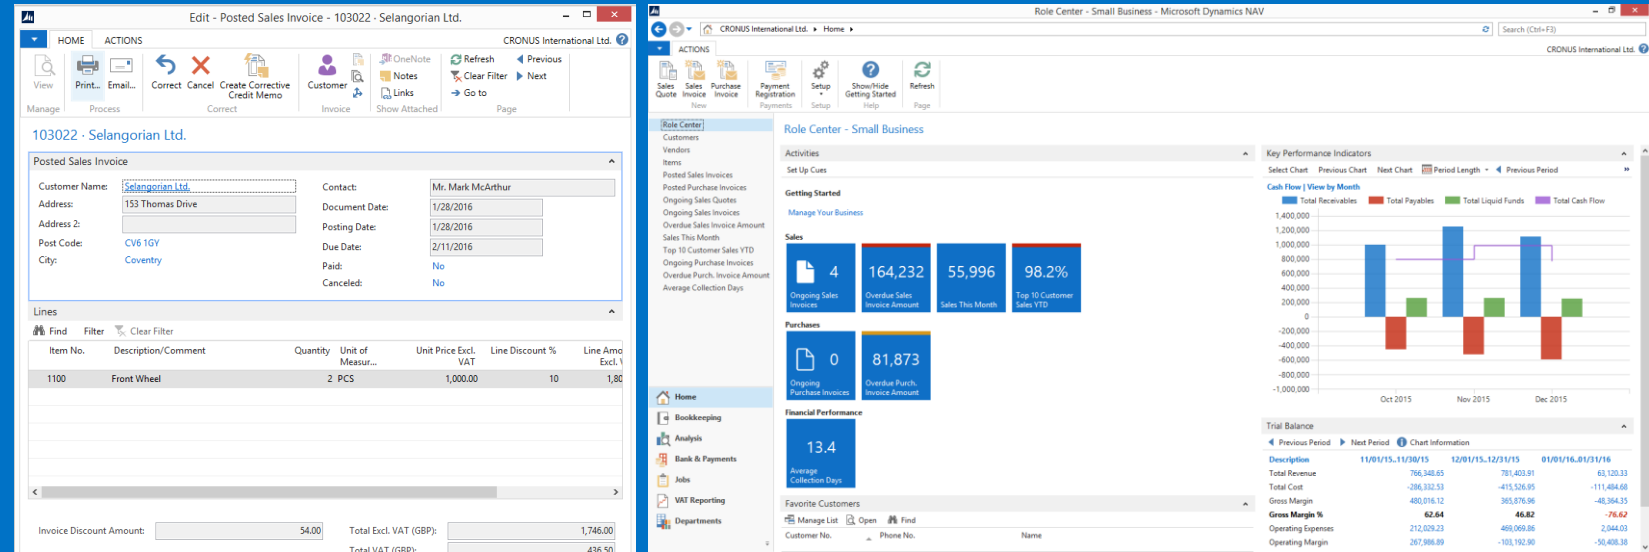 Edit - Posted Sales Invoice - 103022 · Selangorian Ltd.
HOME ACTIONS
CRONUS International Ltd.
View Print... Email... Correct Cancel Create Corrective Credit Memo Customer
OneNote
Notes
Links
Refresh
Clear Filter
Go to
Previous
Next
Manage Process Correct Invoice Show Attached Page
103022 · Selangorian Ltd.
Posted Sales Invoice
Customer Name: Selangorian Ltd.
Address: 153 Thomas Drive
Address 2:
Post Code: CV6 1GY
City: Coventry
Contact: Mr. Mark McArthur
Document Date: 1/28/2016
Posting Date: 1/28/2016
Due Date: 2/11/2016
Paid: No
Canceled: No
Lines
Find Filter Clear Filter
Item No. Description/Comment Quantity Unit of Measur... Unit Price Excl. VAT Line Discount % Line Amo Excl. V
1100 Front Wheel 2 PCS 1,000.00 10 1,80
Invoice Discount Amount: 54.00
Total Excl. VAT (GBP): 1,746.00
Total VAT (GBP): 436.50
Role Center - Small Business - Microsoft Dynamics NAV
CRONUS International Ltd. Home
Search (Ctrl+F3)
ACTIONS
CRONUS International Ltd.
Sales Quote
Sales Invoice
Purchase Invoice
Payment Registration
Setup
Show/Hide Getting Started
Refresh
New Payments Setup Help Page
Role Center
Customers
Vendors
Items
Posted Sales Invoices
Posted Purchase Invoices
Ongoing Sales Quotes
Ongoing Sales Invoices
Overdue Sales Invoice Amount
Sales This Month
Top 10 Customer Sales YTD
Ongoing Purchase Invoices
Overdue Purch. Invoice Amount
Average Collection Days
Home
Bookkeeping
Analysis
Bank & Payments
Jobs
VAT Reporting
Departments
Role Center - Small Business
Activities
Set Up Cues
Getting Started
Manage Your Business
Sales
4
Ongoing Sales Invoices
164,232
Overdue Sales Invoice Amount
55,996
Sales This Month
98.2%
Top 10 Customer Sales YTD
Purchases
0
Ongoing Purchase Invoices
81,873
Overdue Purch. Invoice Amount
Financial Performance
13.4
Average Collection Days
Favorite Customers
Manage List Open Find
Customer No. Phone No. Name
Key Performance Indicators
Select Chart Previous Chart Next Chart Period Length Previous Period
Cash Flow | View by Month
Total Receivables Total Payables Total Liquid Funds Total Cash Flow
1,400,000
1,200,000
1,000,000
800,000
600,000
400,000
200,000
0
-200,000
-400,000
-600,000
-800,000
-1,000,000
Oct 2015 Nov 2015 Dec 2015
Trial Balance
Previous Period Next Period Chart Information
Description 11/01/15..11/30/15 12/01/15..12/31/15 01/01/16..01/31/16
Total Revenue 766,348.65 781,403.91 63,120.33
Total Cost -286,332.53 -415,526.95 -111,484.68
Gross Margin 480,016.12 365,876.96 -48,364.35
Gross Margin % 62.64 46.82 -76.62
Operating Expenses 212,029.23 469,069.86 2,044.03
Operating Margin 267,986.89 -103,192.90 -50,408.38